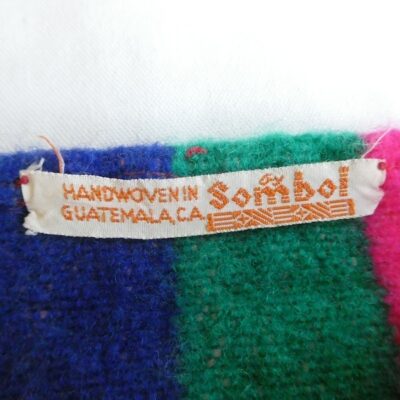 HANDWOVEN IN
GUATEMALA, C.A.
Sombol